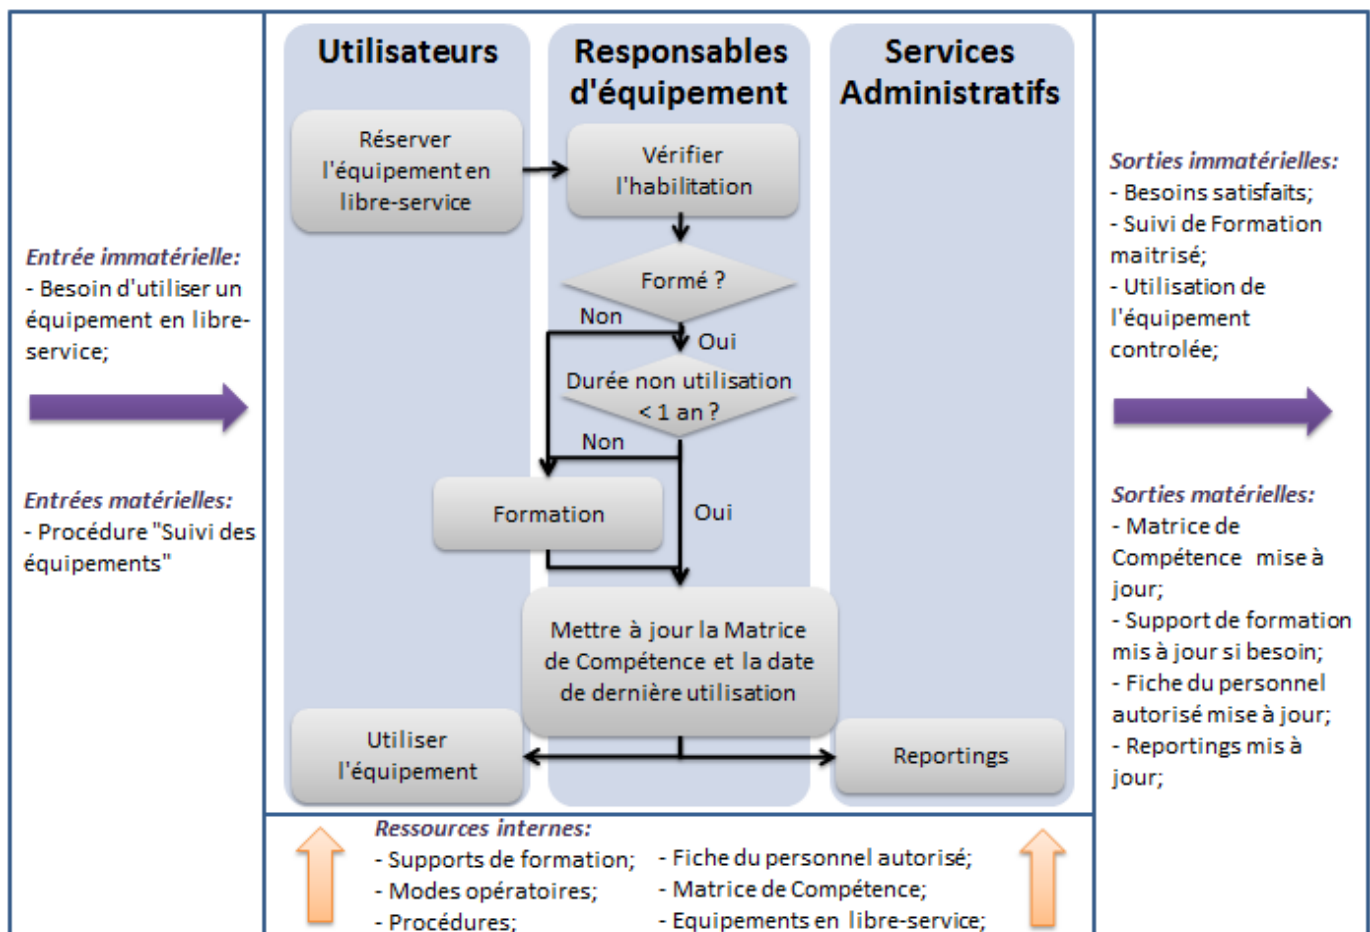 Utilisateurs
Responsables
d'équipement
Services
Administratifs
Entrée immatérielle:
- Besoin d'utiliser un
équipement en libre-
service;
Entrées matérielles:
- Procédure "Suivi des
équipements"
Réserver
l'équipement en
libre-service
Vérifier
l'habilitation
Formé ?
Non
Oui
Durée non utilisation
< 1 an ?
Non
Oui
Formation
Mettre à jour la Matrice
de Compétence et la date
de dernière utilisation
Utiliser
l'équipement
Reportings
Sorties immatérielles:
- Besoins satisfaits;
- Suivi de Formation
maitrisé;
- Utilisation de
l'équipement
controlée;
Sorties matérielles:
- Matrice de
Compétence mise à
jour;
- Support de formation
mis à jour si besoin;
- Fiche du personnel
autorisé mise à jour;
- Reportings mis à
jour;
Ressources internes:
- Supports de formation;
- Modes opératoires;
- Procédures;
- Fiche du personnel autorisé;
- Matrice de Compétence;
- Equipements en libre-service;